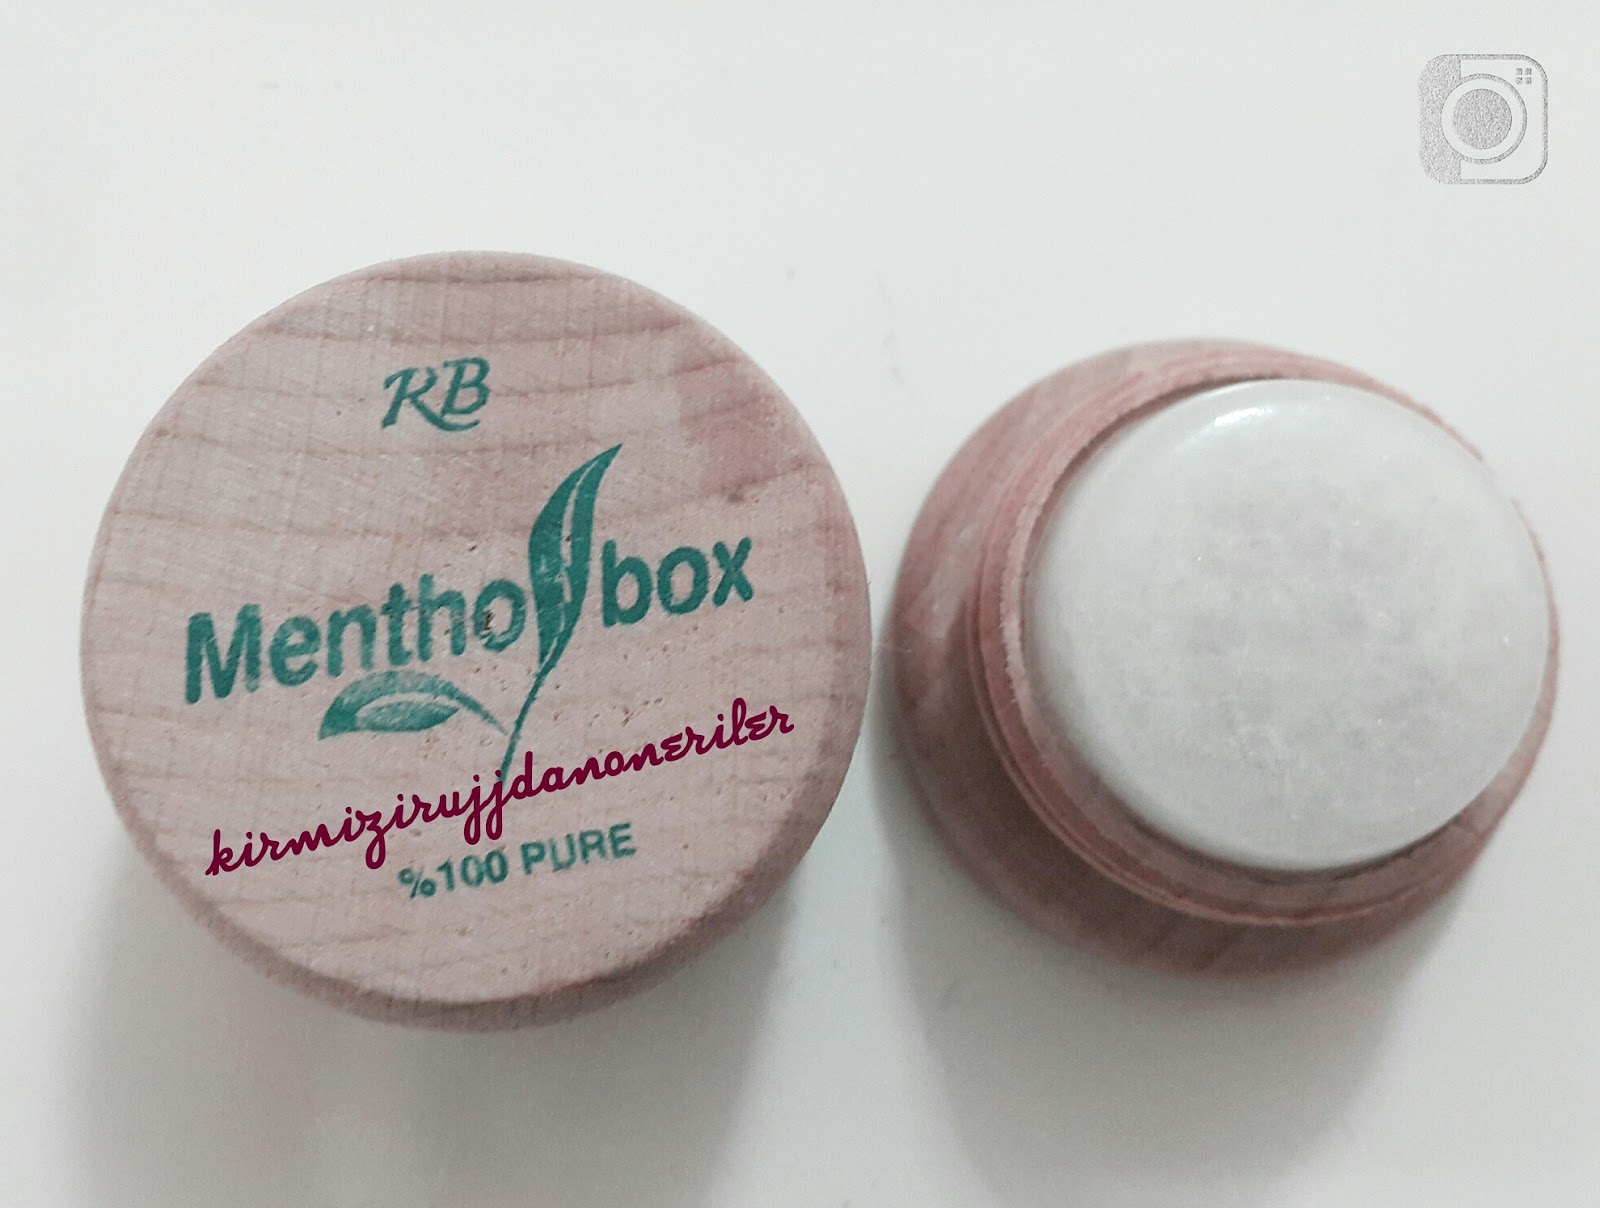 RB
Menthol box
kirmizirujjdanoneriler
%100 PURE